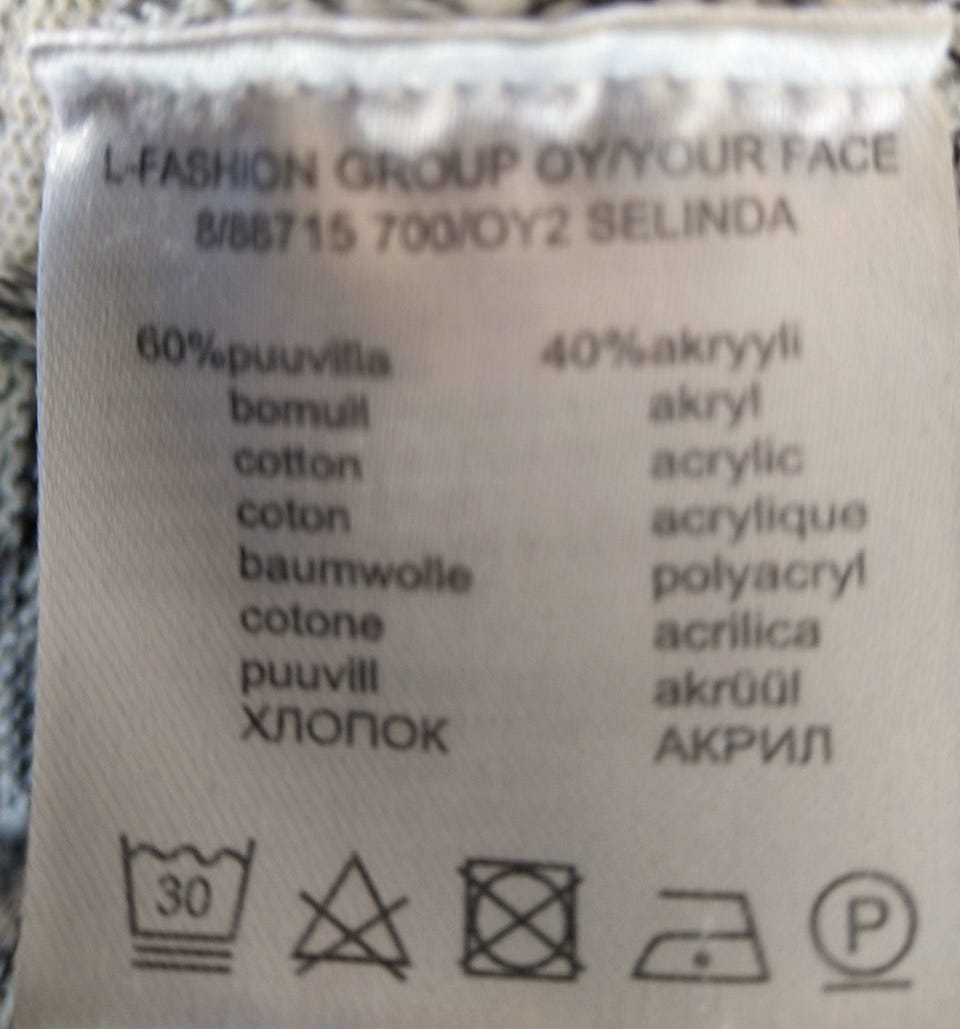 L-FASHION GROUP OY/YOUR FACE
8/88715 700/OY2 SELINDA
60%puuvilla 40%akryyli
bomull akryl
cotton acrylic
coton acrylique
baumwolle polyacryl
cotone acrilica
puuvill akrüül
ХЛОПОК АКРИЛ
30 P